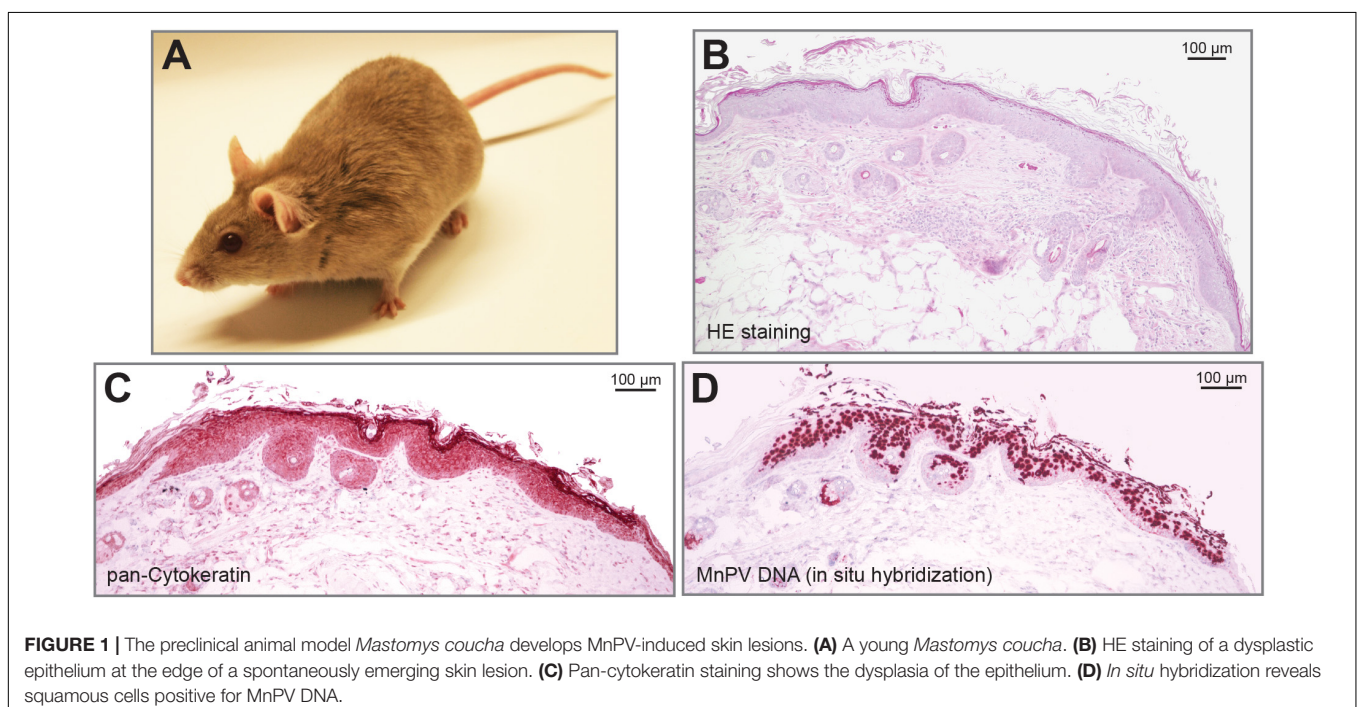 A
B
100 µm
HE staining
C
100 µm
pan-Cytokeratin
D
100 µm
MnPV DNA (in situ hybridization)
FIGURE 1 | The preclinical animal model Mastomys coucha develops MnPV-induced skin lesions. (A) A young Mastomys coucha. (B) HE staining of a dysplastic
epithelium at the edge of a spontaneously emerging skin lesion. (C) Pan-cytokeratin staining shows the dysplasia of the epithelium. (D) In situ hybridization reveals
squamous cells positive for MnPV DNA.